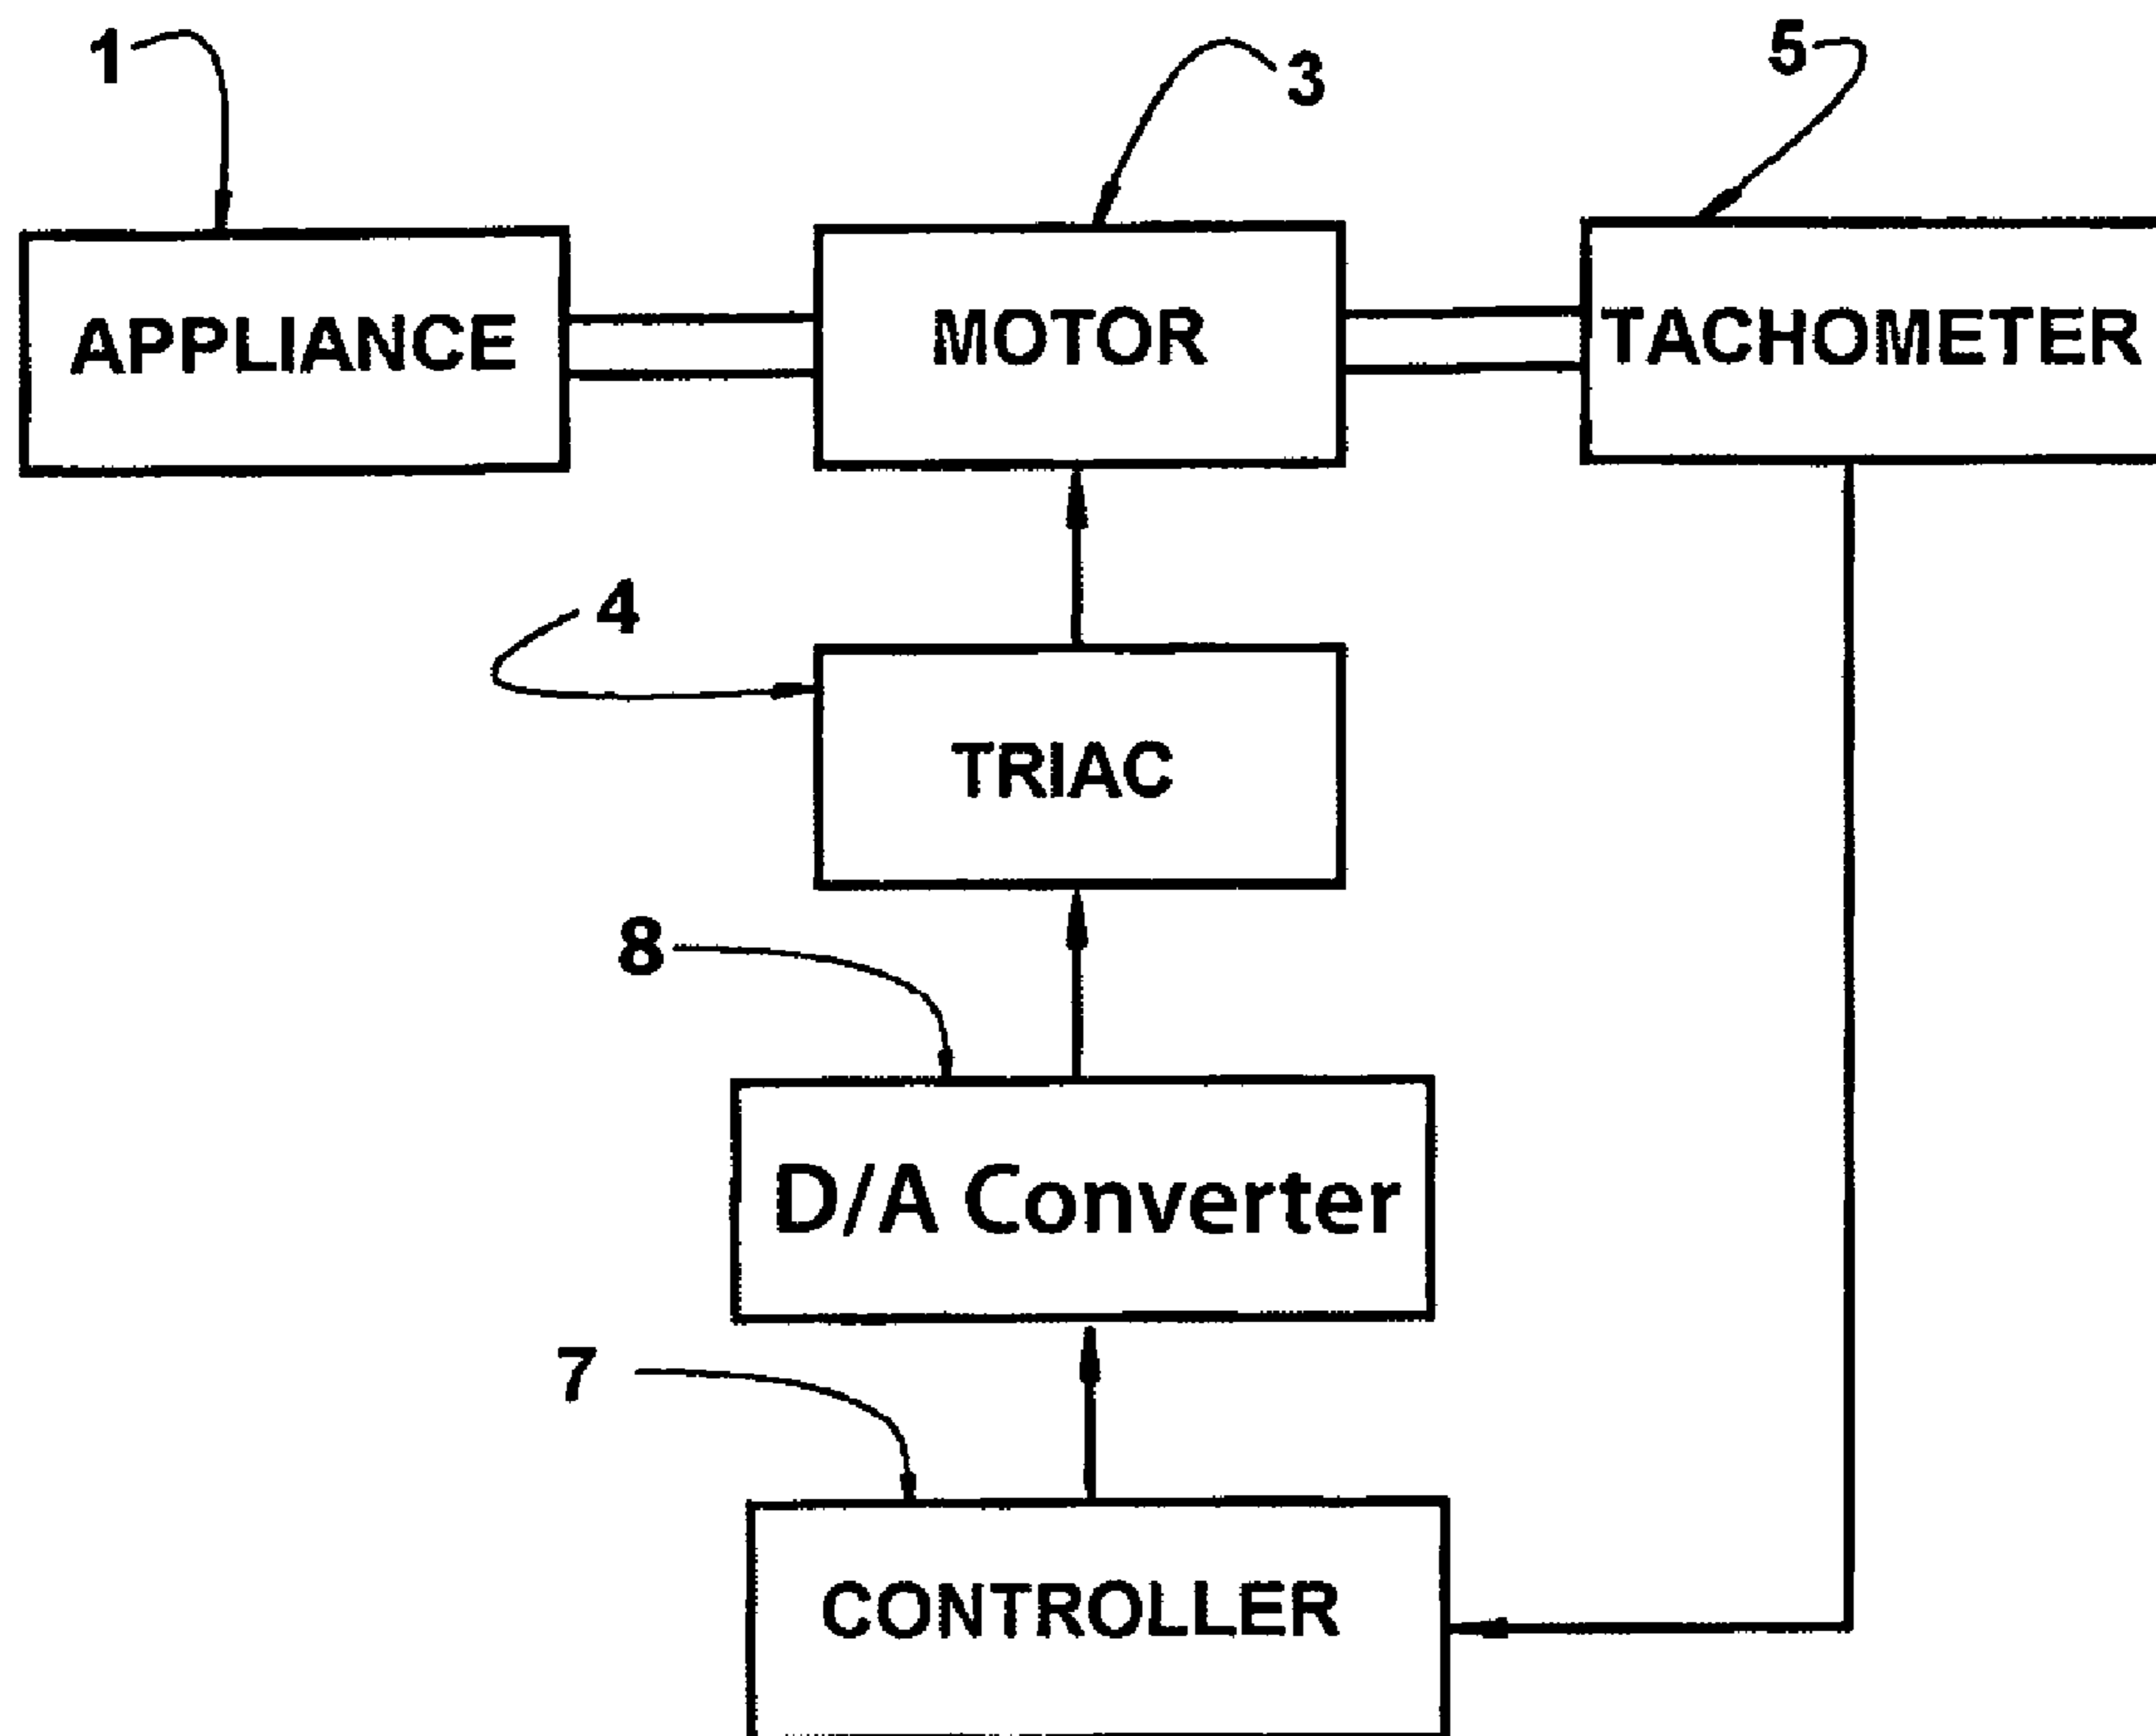 1
3
5
APPLIANCE
MOTOR
TACHOMETER
4
TRIAC
8
D/A Converter
7
CONTROLLER